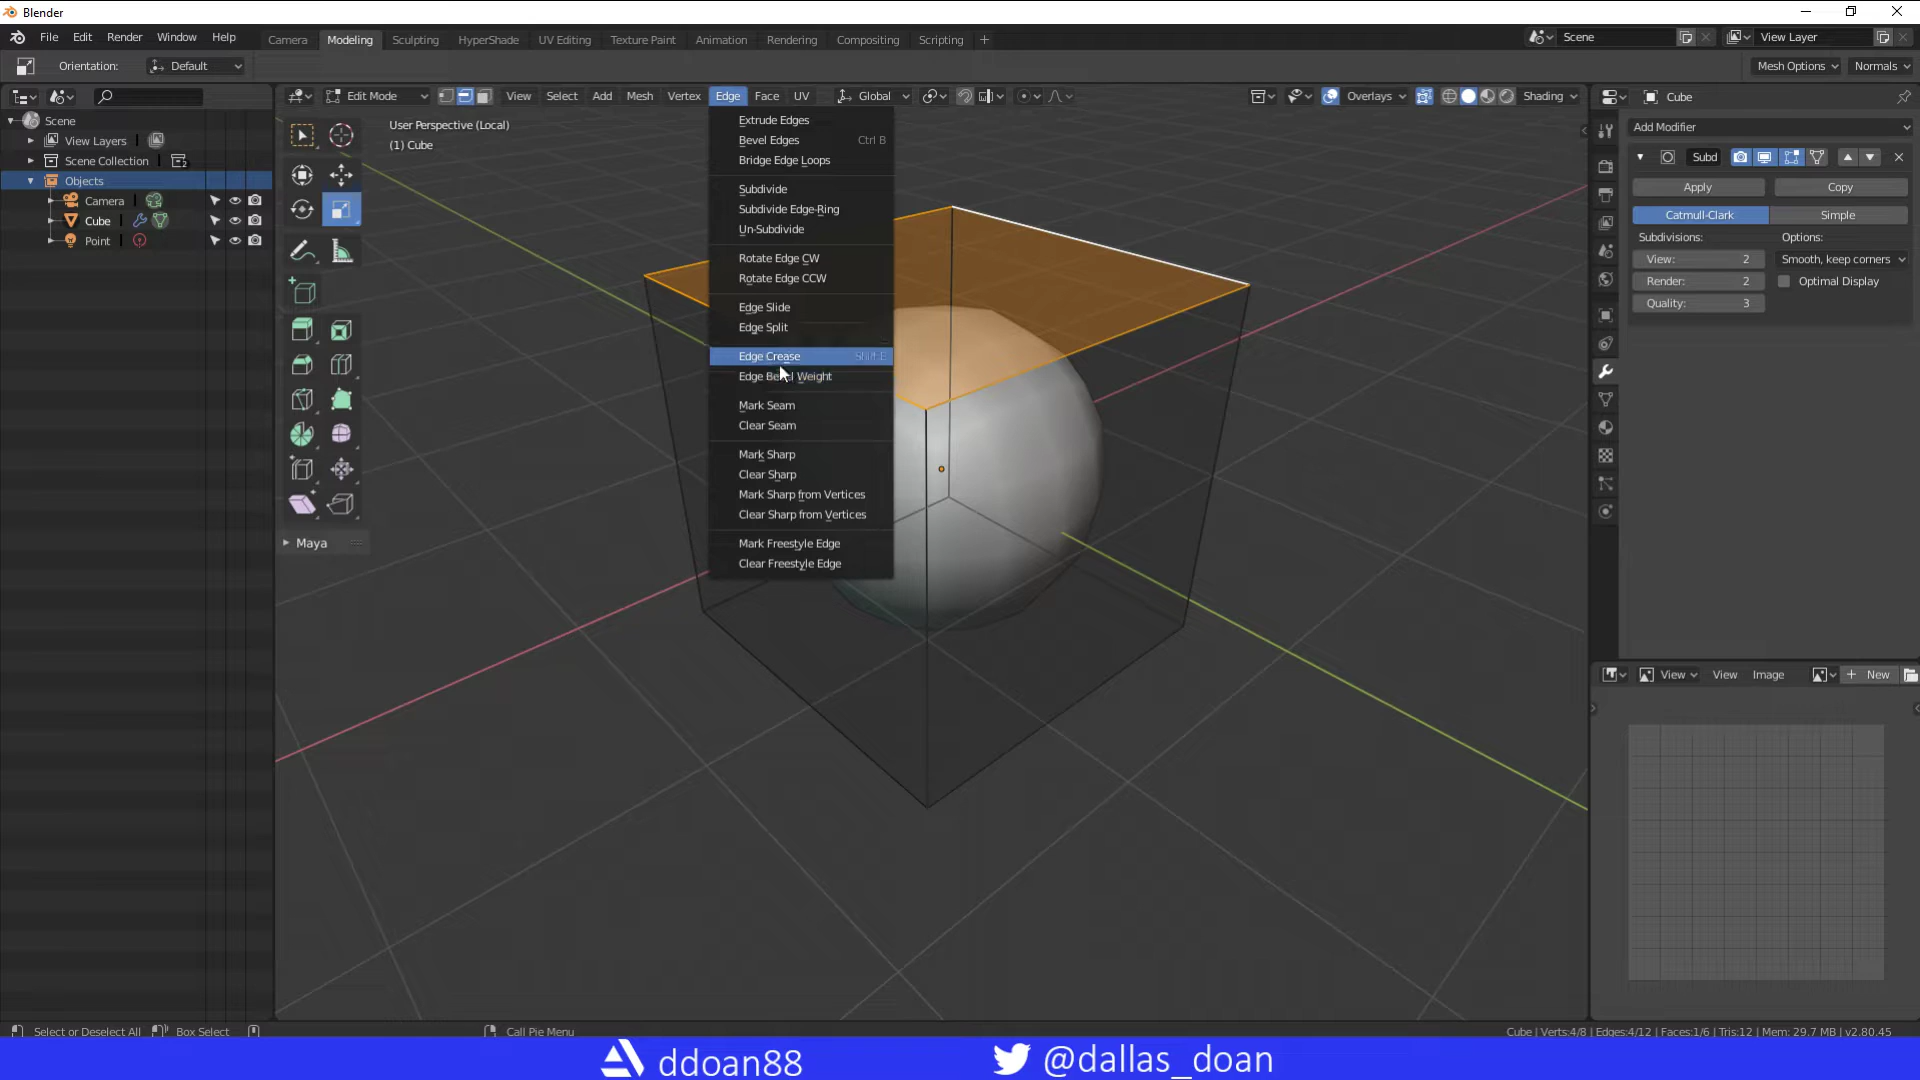 Blender
File Edit Render Window Help
Camera Modeling Sculpting HyperShade UV Editing Texture Paint Animation Rendering Compositing Scripting +
Scene
View Layer
Orientation: Default
Mesh Options Normals
Edit Mode View Select Add Mesh Vertex Edge Face UV Global Overlays Shading
Cube
Scene
View Layers
Scene Collection
Objects
Camera
Cube
Point
Maya
User Perspective (Local)
(1) Cube
Extrude Edges
Bevel Edges Ctrl B
Bridge Edge Loops
Subdivide
Subdivide Edge-Ring
Un-Subdivide
Rotate Edge CW
Rotate Edge CCW
Edge Slide
Edge Split
Edge Crease Shift E
Edge Bevel Weight
Mark Seam
Clear Seam
Mark Sharp
Clear Sharp
Mark Sharp from Vertices
Clear Sharp from Vertices
Mark Freestyle Edge
Clear Freestyle Edge
Add Modifier
Subd
Apply Copy
Catmull-Clark Simple
Subdivisions: Options:
View: 2 Smooth, keep corners
Render: 2 Optimal Display
Quality: 3
View View Image + New
Select or Deselect All Box Select Call Pie Menu
Cube | Verts:4/8 | Edges:4/12 | Faces:1/6 | Tris:12 | Mem: 29.7 MB | v2.80.45
ddoan88
@dallas_doan